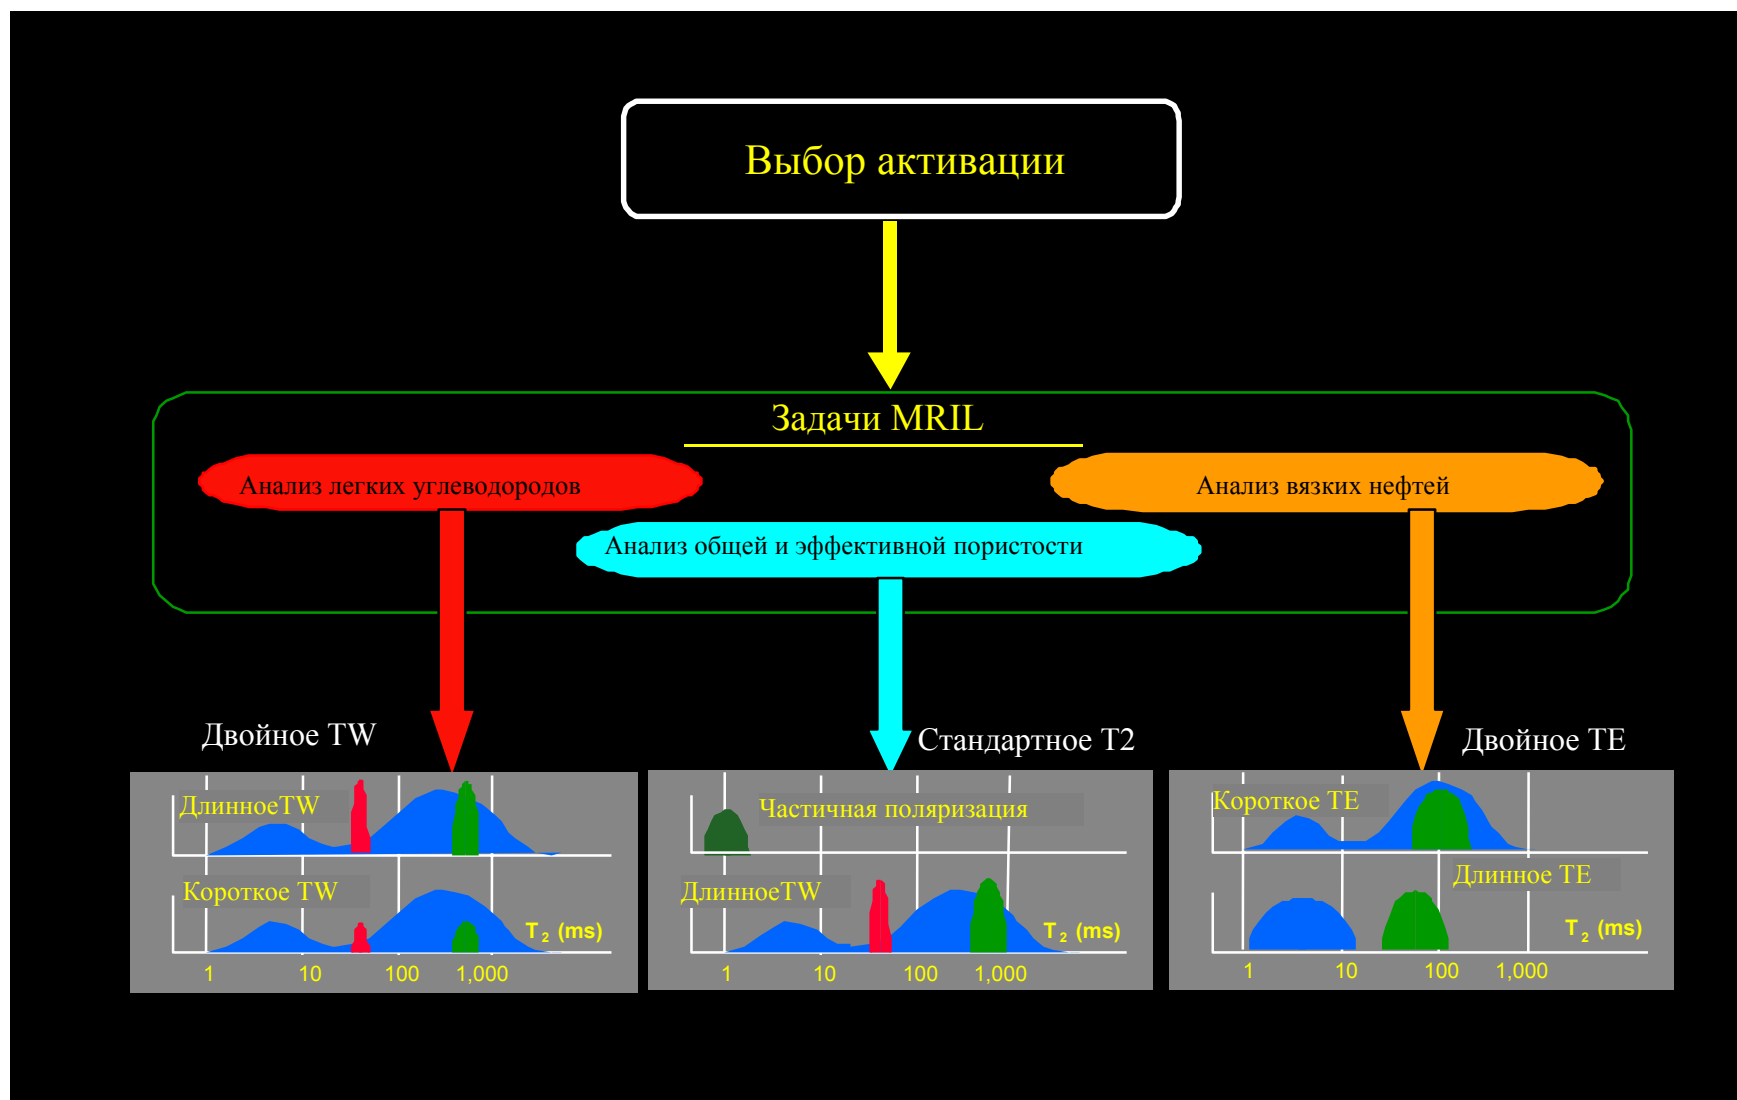 Выбор активации
Задачи MRIL
Анализ легких углеводородов
Анализ вязких нефтей
Анализ общей и эффективной пористости
Двойное TW
Стандартное T2
Двойное TE
ДлинноеTW
Короткое TW
T2 (ms)
1 10 100 1,000
Частичная поляризация
ДлинноеTW
T2 (ms)
1 10 100 1,000
Короткое TE
Длинное TE
T2 (ms)
1 10 100 1,000